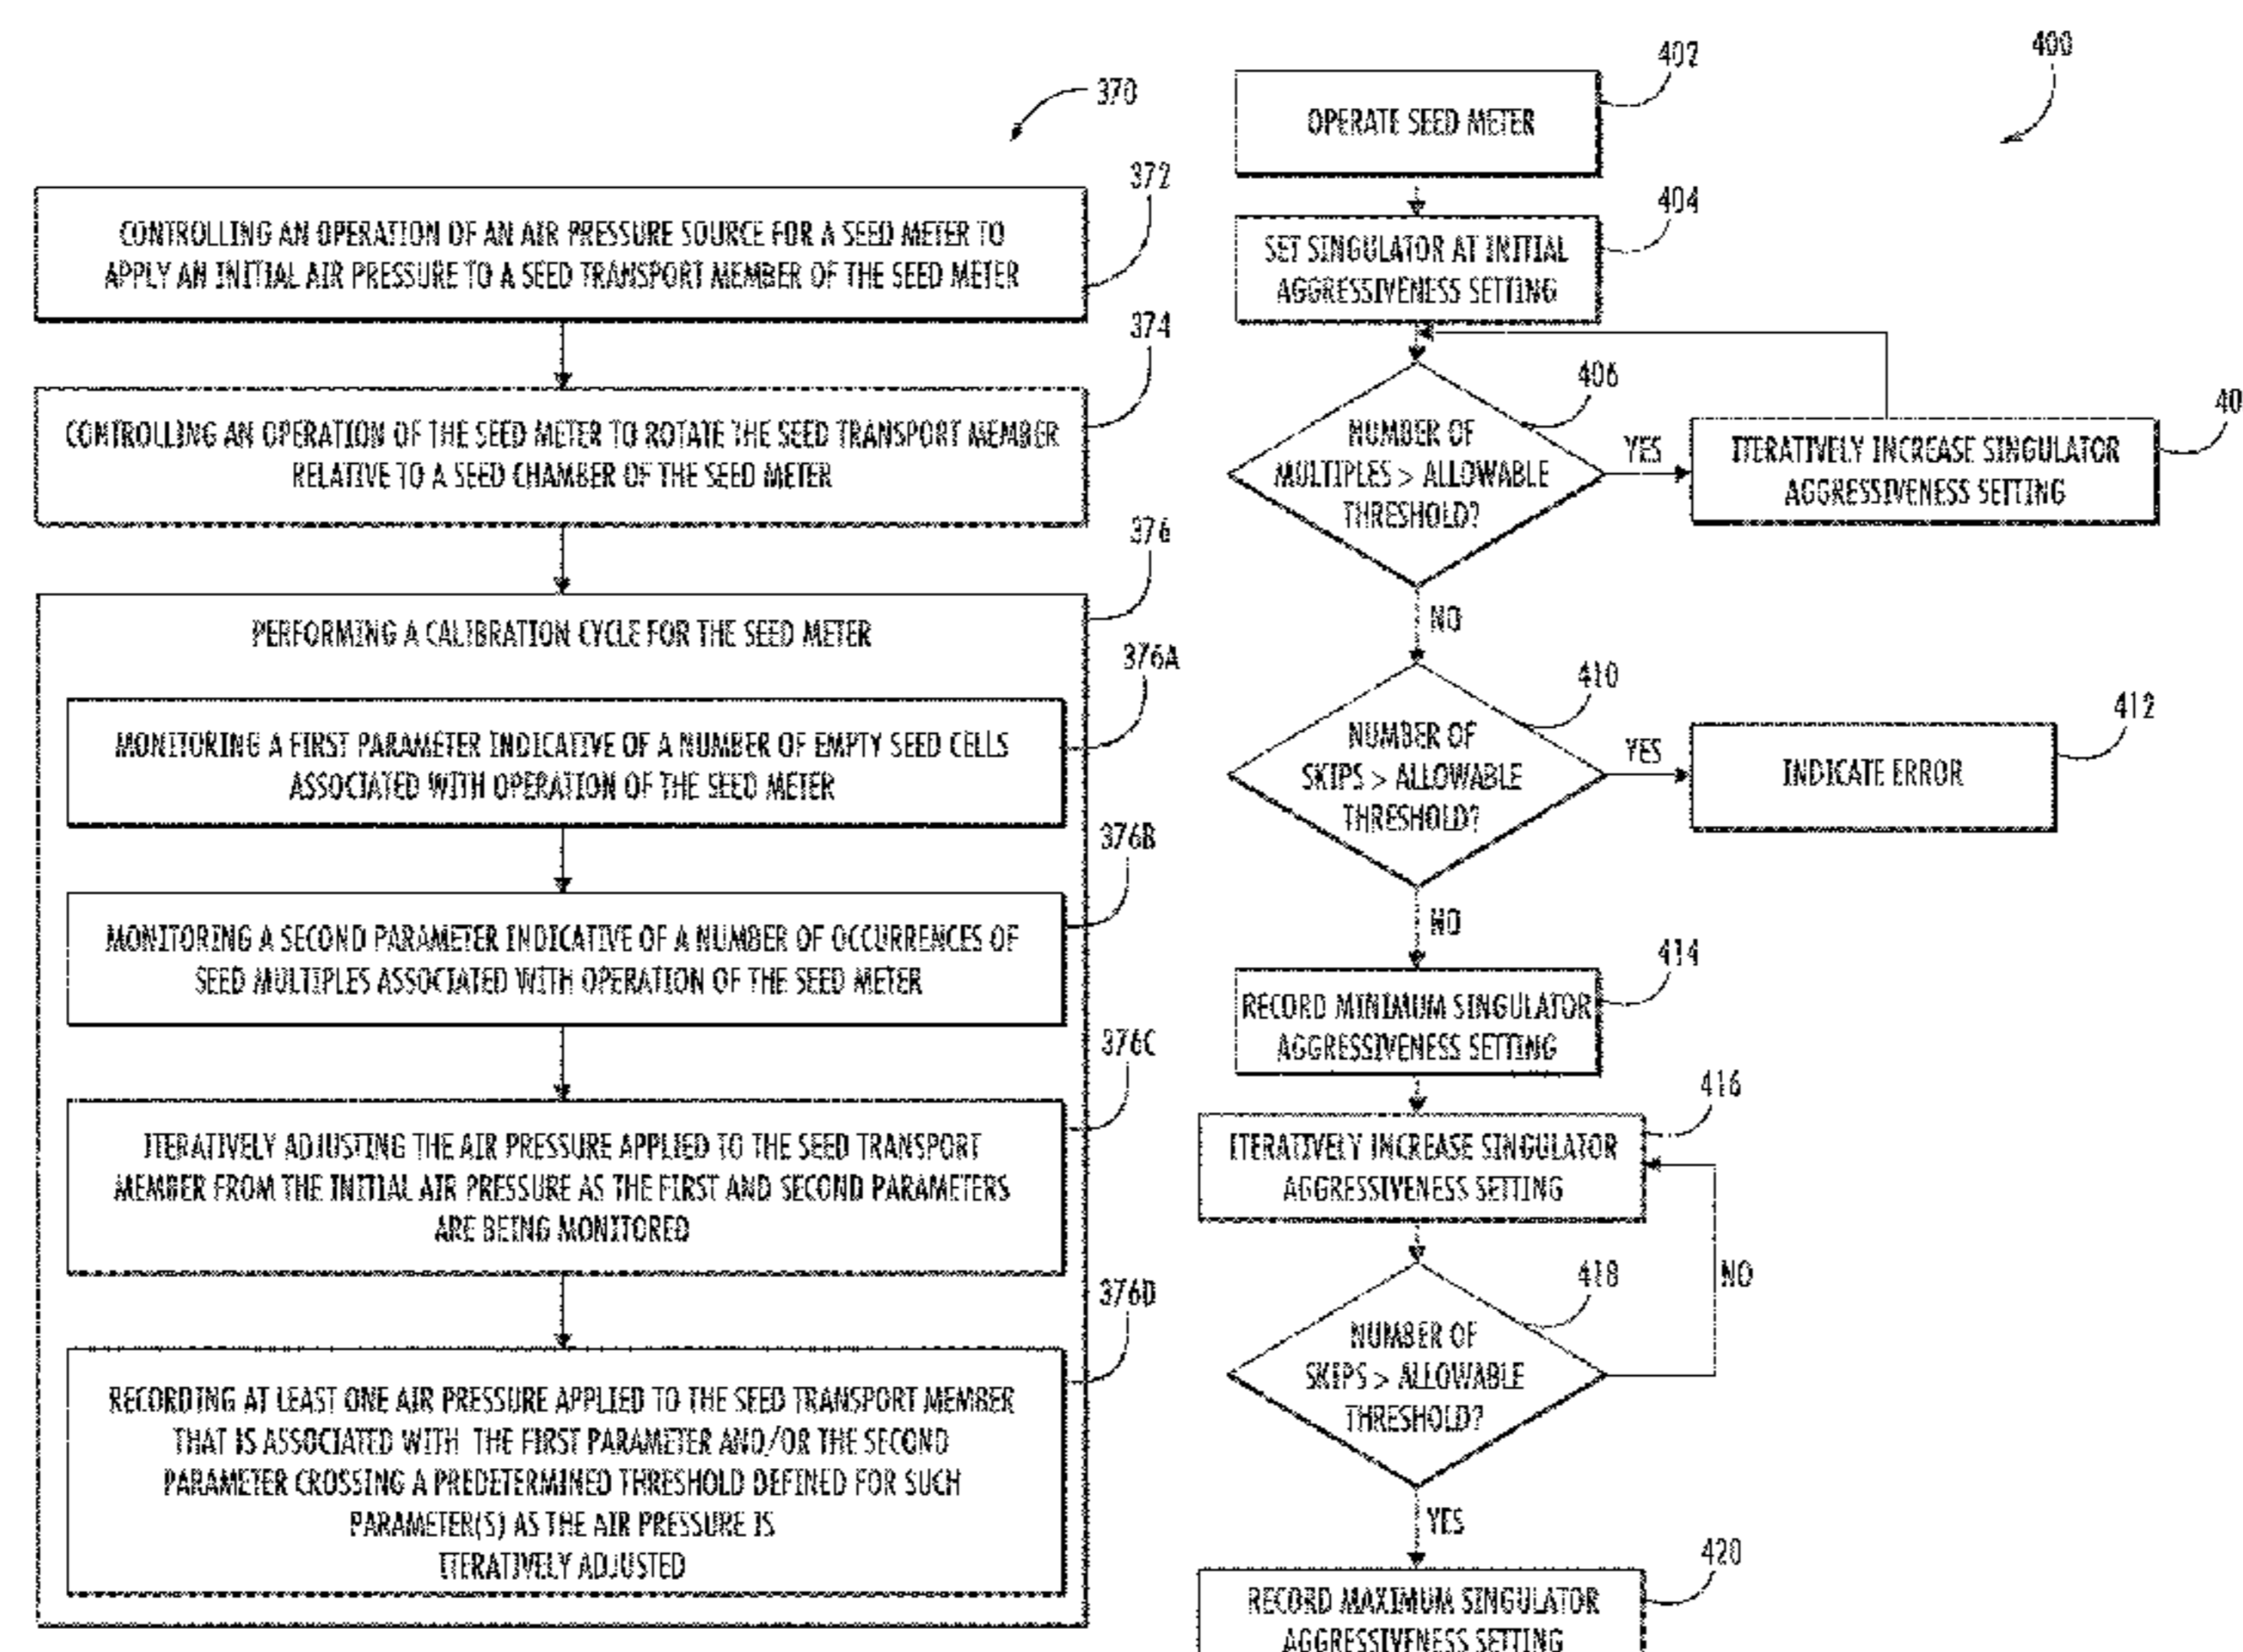 370
372
CONTROLLING AN OPERATION OF AN AIR PRESSURE SOURCE FOR A SEED METER TO
APPLY AN INITIAL AIR PRESSURE TO A SEED TRANSPORT MEMBER OF THE SEED METER
374
CONTROLLING AN OPERATION OF THE SEED METER TO ROTATE THE SEED TRANSPORT MEMBER
RELATIVE TO A SEED CHAMBER OF THE SEED METER
376
PERFORMING A CALIBRATION CYCLE FOR THE SEED METER
376A
MONITORING A FIRST PARAMETER INDICATIVE OF A NUMBER OF EMPTY SEED CELLS
ASSOCIATED WITH OPERATION OF THE SEED METER
376B
MONITORING A SECOND PARAMETER INDICATIVE OF A NUMBER OF OCCURRENCES OF
SEED MULTIPLES ASSOCIATED WITH OPERATION OF THE SEED METER
376C
ITERATIVELY ADJUSTING THE AIR PRESSURE APPLIED TO THE SEED TRANSPORT
MEMBER FROM THE INITIAL AIR PRESSURE AS THE FIRST AND SECOND PARAMETERS
ARE BEING MONITORED
376D
RECORDING AT LEAST ONE AIR PRESSURE APPLIED TO THE SEED TRANSPORT MEMBER
THAT IS ASSOCIATED WITH THE FIRST PARAMETER AND/OR THE SECOND
PARAMETER CROSSING A PREDETERMINED THRESHOLD DEFINED FOR SUCH
PARAMETER(S) AS THE AIR PRESSURE IS
ITERATIVELY ADJUSTED
400
402
OPERATE SEED METER
404
SET SINGULATOR AT INITIAL
AGGRESSIVENESS SETTING
406
NUMBER OF
MULTIPLES > ALLOWABLE
THRESHOLD?
YES
40
ITERATIVELY INCREASE SINGULATOR
AGGRESSIVENESS SETTING
NO
410
NUMBER OF
SKIPS > ALLOWABLE
THRESHOLD?
YES
412
INDICATE ERROR
NO
414
RECORD MINIMUM SINGULATOR
AGGRESSIVENESS SETTING
416
ITERATIVELY INCREASE SINGULATOR
AGGRESSIVENESS SETTING
418
NUMBER OF
SKIPS > ALLOWABLE
THRESHOLD?
NO
YES
420
RECORD MAXIMUM SINGULATOR
AGGRESSIVENESS SETTING